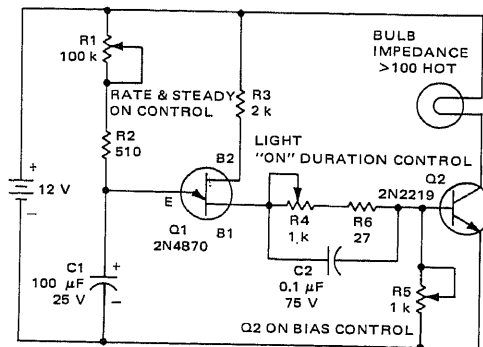 BULB
IMPEDANCE
>100 HOT
R1
100 k
RATE & STEADY
ON CONTROL
R3
2 k
R2
510
LIGHT
"ON" DURATION CONTROL
B2
Q2
2N2219
+
12 V
−
E
Q1
2N4870
B1
R4
1 k
R6
27
C1
100 μF
25 V
+
−
C2
0.1 μF
75 V
R5
1 k
Q2 ON BIAS CONTROL